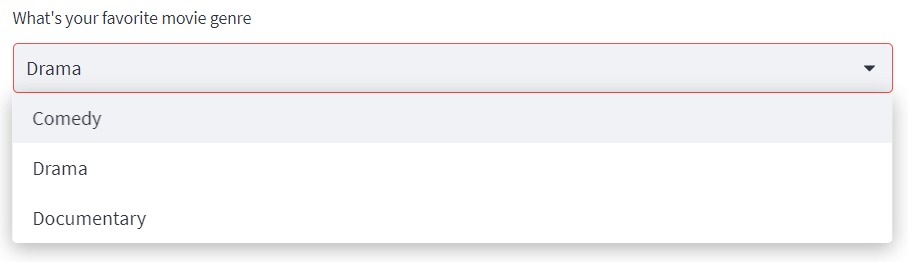 What's your favorite movie genre
Drama
Comedy
Drama
Documentary